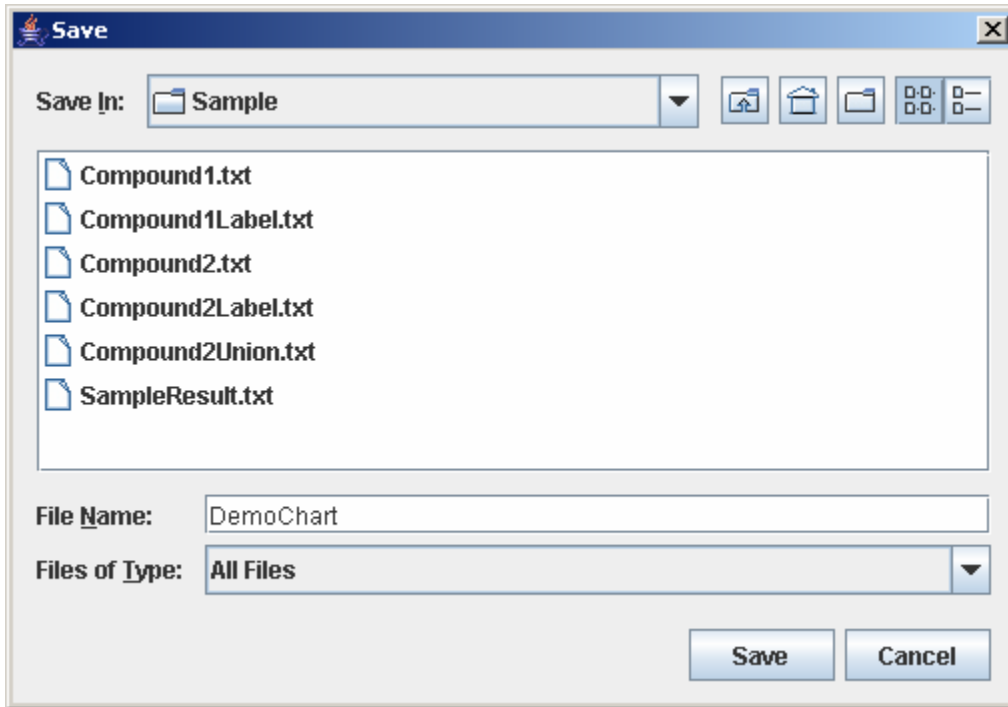 Save
Save In: Sample
Compound1.txt
Compound1Label.txt
Compound2.txt
Compound2Label.txt
Compound2Union.txt
SampleResult.txt
File Name: DemoChart
Files of Type: All Files
Save Cancel